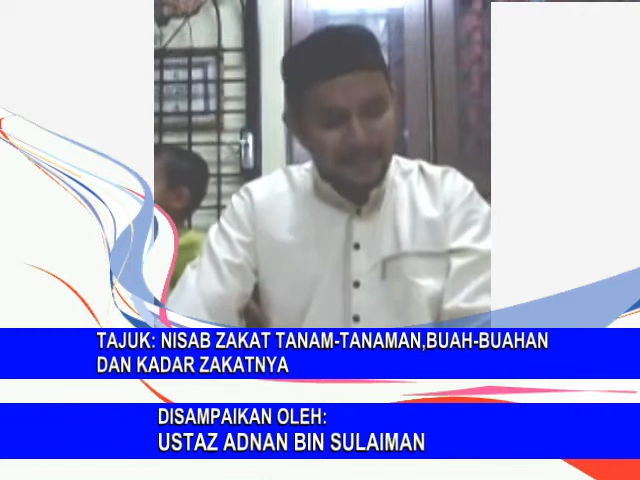 TAJUK: NISAB ZAKAT TANAM-TANAMAN,BUAH-BUAHAN
DAN KADAR ZAKATNYA
DISAMPAIKAN OLEH:
USTAZ ADNAN BIN SULAIMAN